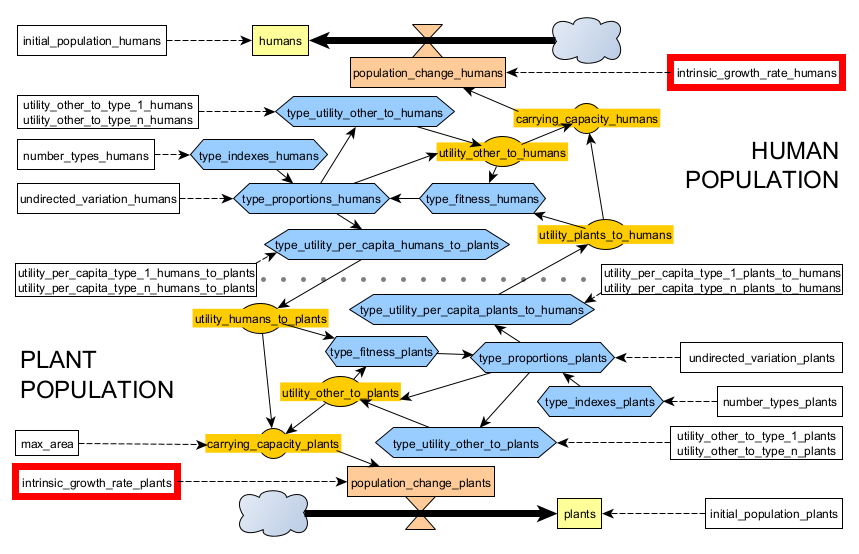 initial_population_humans
humans
population_change_humans
intrinsic_growth_rate_humans
utility_other_to_type_1_humans
utility_other_to_type_n_humans
type_utility_other_to_humans
carrying_capacity_humans
number_types_humans
type_indexes_humans
utility_other_to_humans
HUMAN
POPULATION
undirected_variation_humans
type_proportions_humans
type_fitness_humans
utility_plants_to_humans
type_utility_per_capita_humans_to_plants
utility_per_capita_type_1_humans_to_plants
utility_per_capita_type_n_humans_to_plants
utility_per_capita_type_1_plants_to_humans
utility_per_capita_type_n_plants_to_humans
type_utility_per_capita_plants_to_humans
utility_humans_to_plants
PLANT
POPULATION
type_fitness_plants
type_proportions_plants
undirected_variation_plants
utility_other_to_plants
type_indexes_plants
number_types_plants
max_area
carrying_capacity_plants
type_utility_other_to_plants
utility_other_to_type_1_plants
utility_other_to_type_n_plants
intrinsic_growth_rate_plants
population_change_plants
plants
initial_population_plants